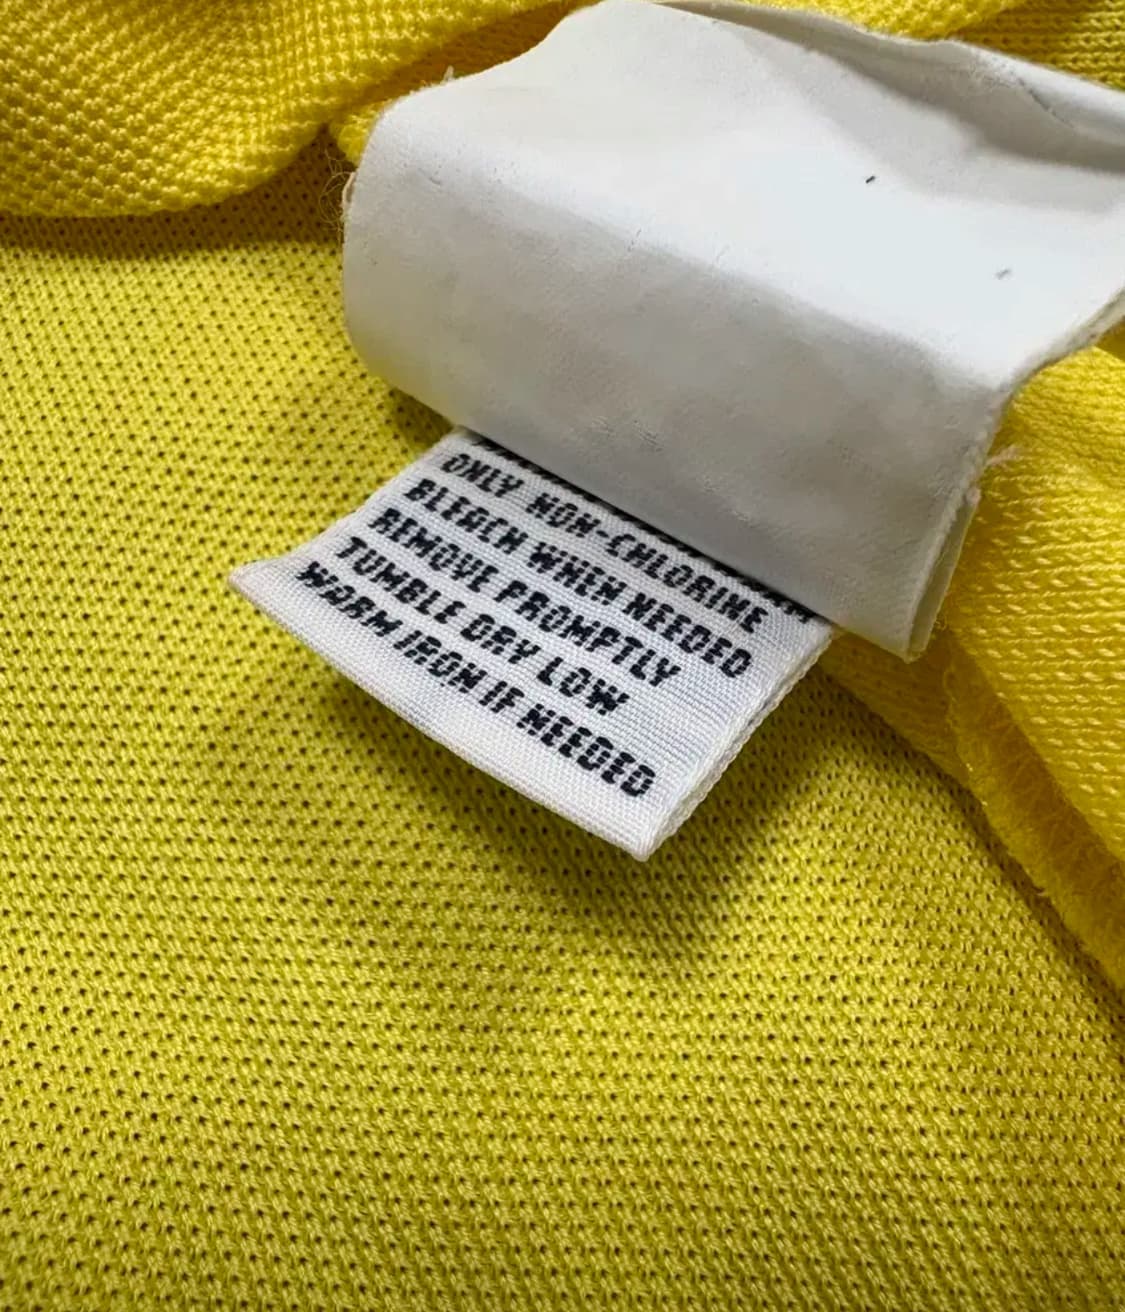 ONLY NON-CHLORINE
BLEACH WHEN NEEDED
REMOVE PROMPTLY
TUMBLE DRY LOW
WARM IRON IF NEEDED